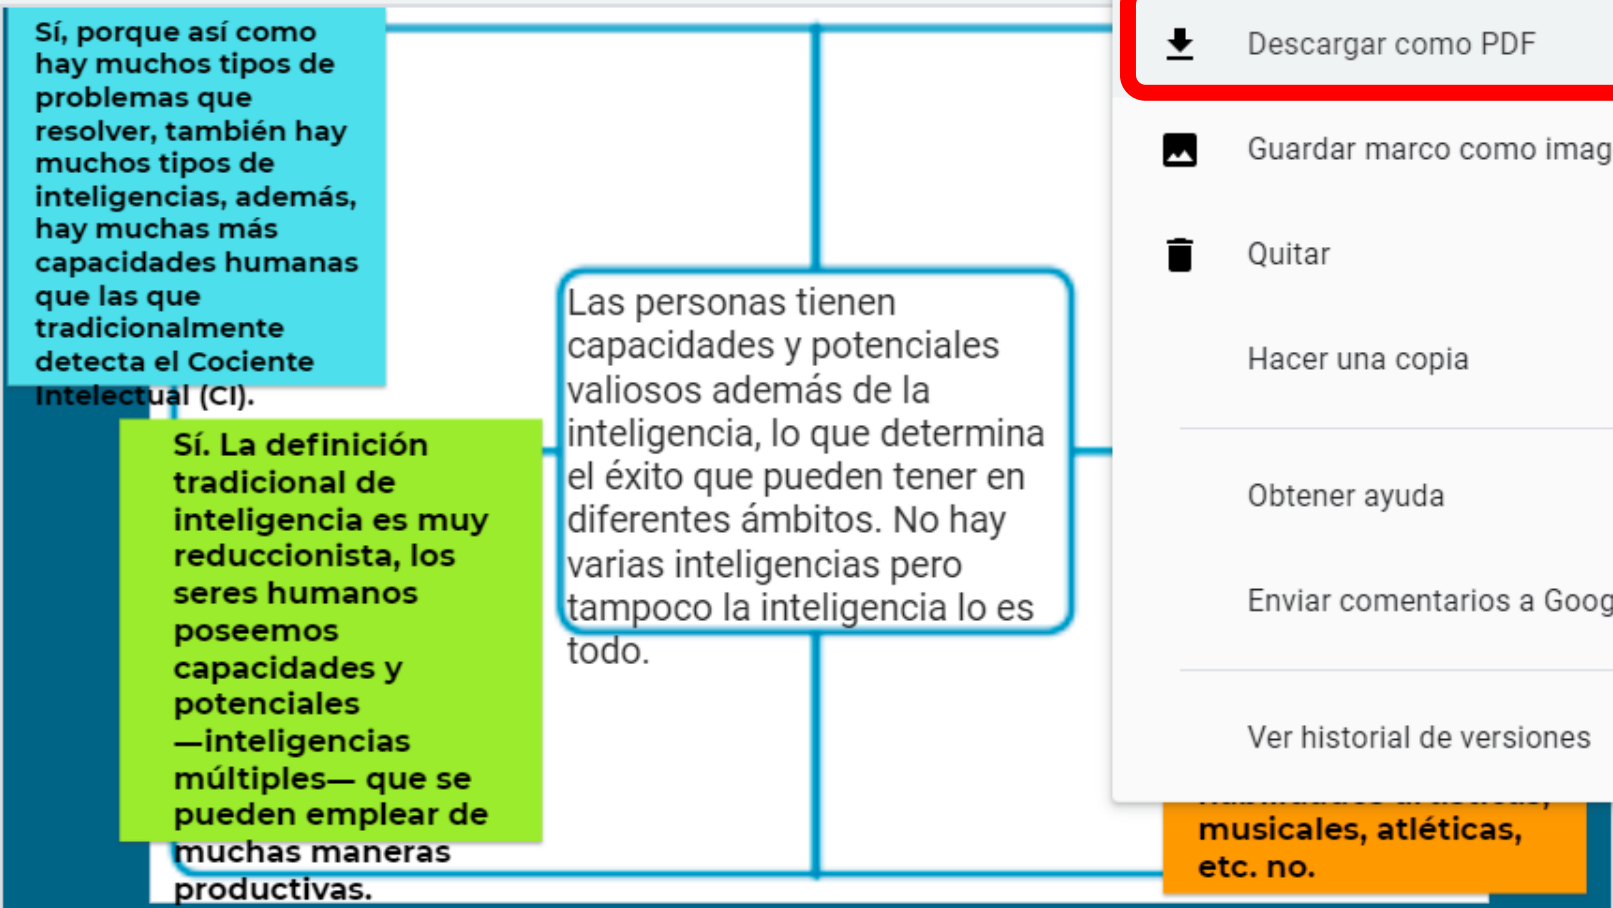 Sí, porque así como
hay muchos tipos de
problemas que
resolver, también hay
muchos tipos de
inteligencias, además,
hay muchas más
capacidades humanas
que las que
tradicionalmente
detecta el Cociente
Intelectual (CI).
Sí. La definición
tradicional de
inteligencia es muy
reduccionista, los
seres humanos
poseemos
capacidades y
potenciales
—inteligencias
múltiples— que se
pueden emplear de
muchas maneras
productivas.
Las personas tienen
capacidades y potenciales
valiosos además de la
inteligencia, lo que determina
el éxito que pueden tener en
diferentes ámbitos. No hay
varias inteligencias pero
tampoco la inteligencia lo es
todo.
Descargar como PDF
Guardar marco como imag
Quitar
Hacer una copia
Obtener ayuda
Enviar comentarios a Goog
Ver historial de versiones
musicales, atléticas,
etc. no.